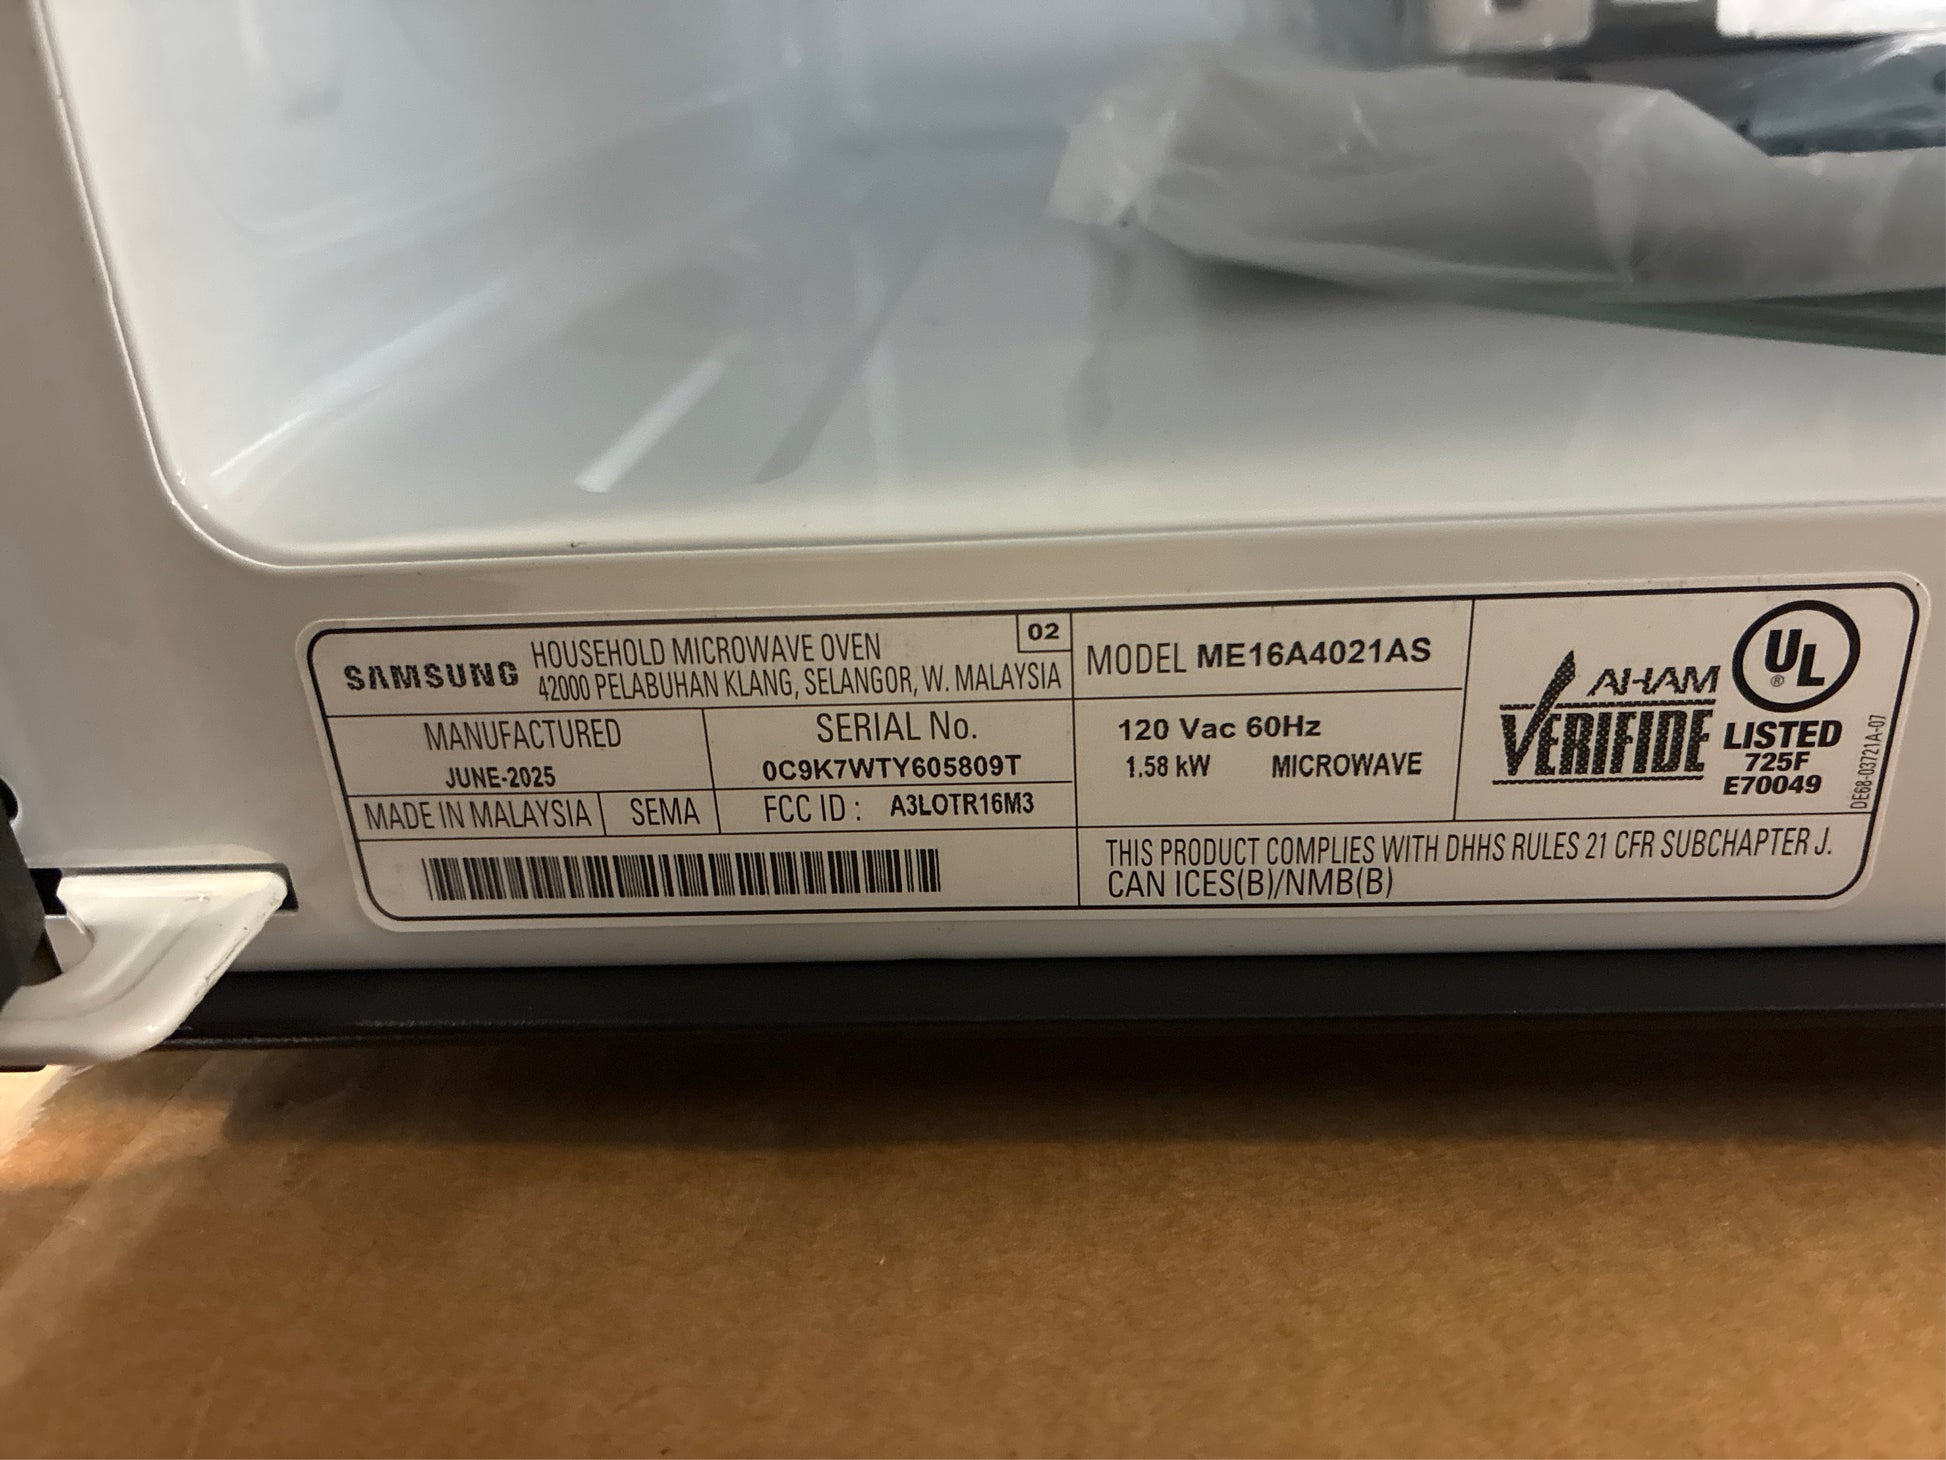 SAMSUNG
HOUSEHOLD MICROWAVE OVEN
02
42000 PELABUHAN KLANG, SELANGOR, W. MALAYSIA
MANUFACTURED
JUNE-2025
SERIAL No.
0C9K7WTY605809T
MADE IN MALAYSIA
SEMA
FCC ID : A3LOTR16M3
MODEL ME16A4021AS
120 Vac 60Hz
1.58 kW MICROWAVE
AHAM
VERIFIDE
UL
®
LISTED
725F
E70049
DE68-03721A-07
THIS PRODUCT COMPLIES WITH DHHS RULES 21 CFR SUBCHAPTER J.
CAN ICES(B)/NMB(B)